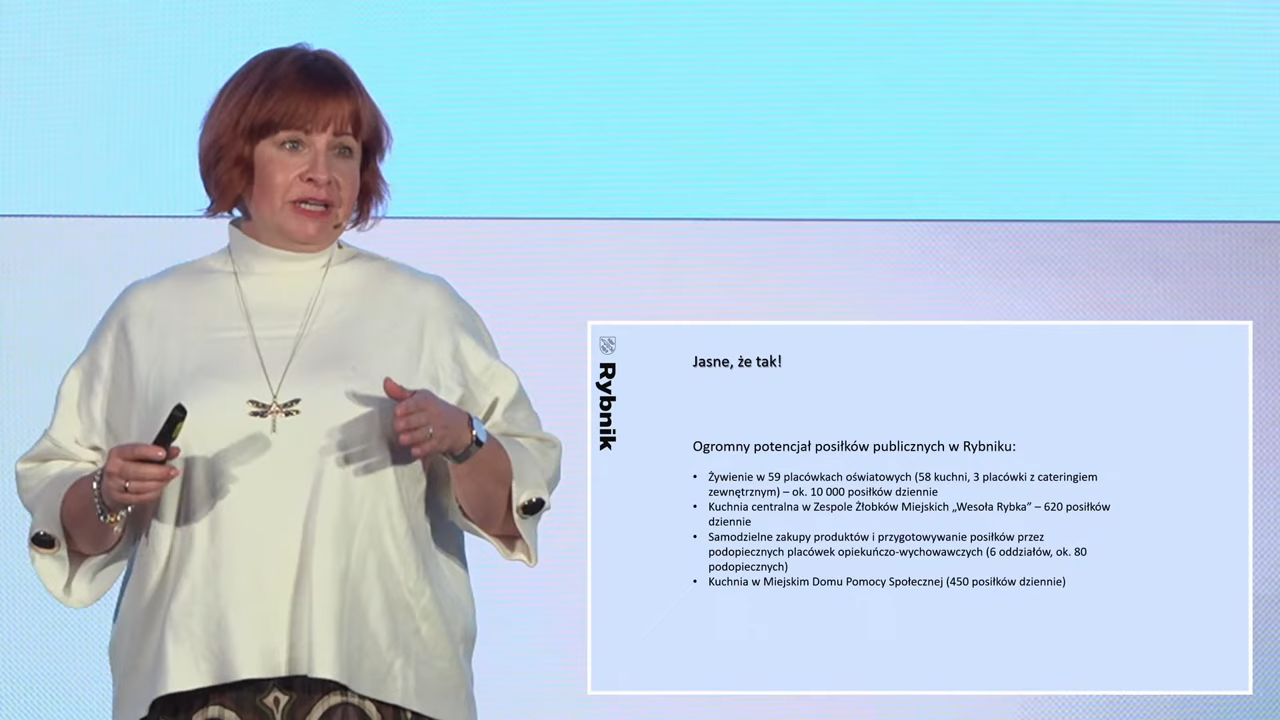 Rybnik
Jasne, że tak!
Ogromny potencjał posiłków publicznych w Rybniku:
• Żywienie w 59 placówkach oświatowych (58 kuchni, 3 placówki z cateringiem
zewnętrznym) – ok. 10 000 posiłków dziennie
• Kuchnia centralna w Zespole Żłobków Miejskich „Wesoła Rybka” – 620 posiłków
dziennie
• Samodzielne zakupy produktów i przygotowywanie posiłków przez
podopiecznych placówek opiekuńczo-wychowawczych (6 oddziałów, ok. 80
podopiecznych)
• Kuchnia w Miejskim Domu Pomocy Społecznej (450 posiłków dziennie)